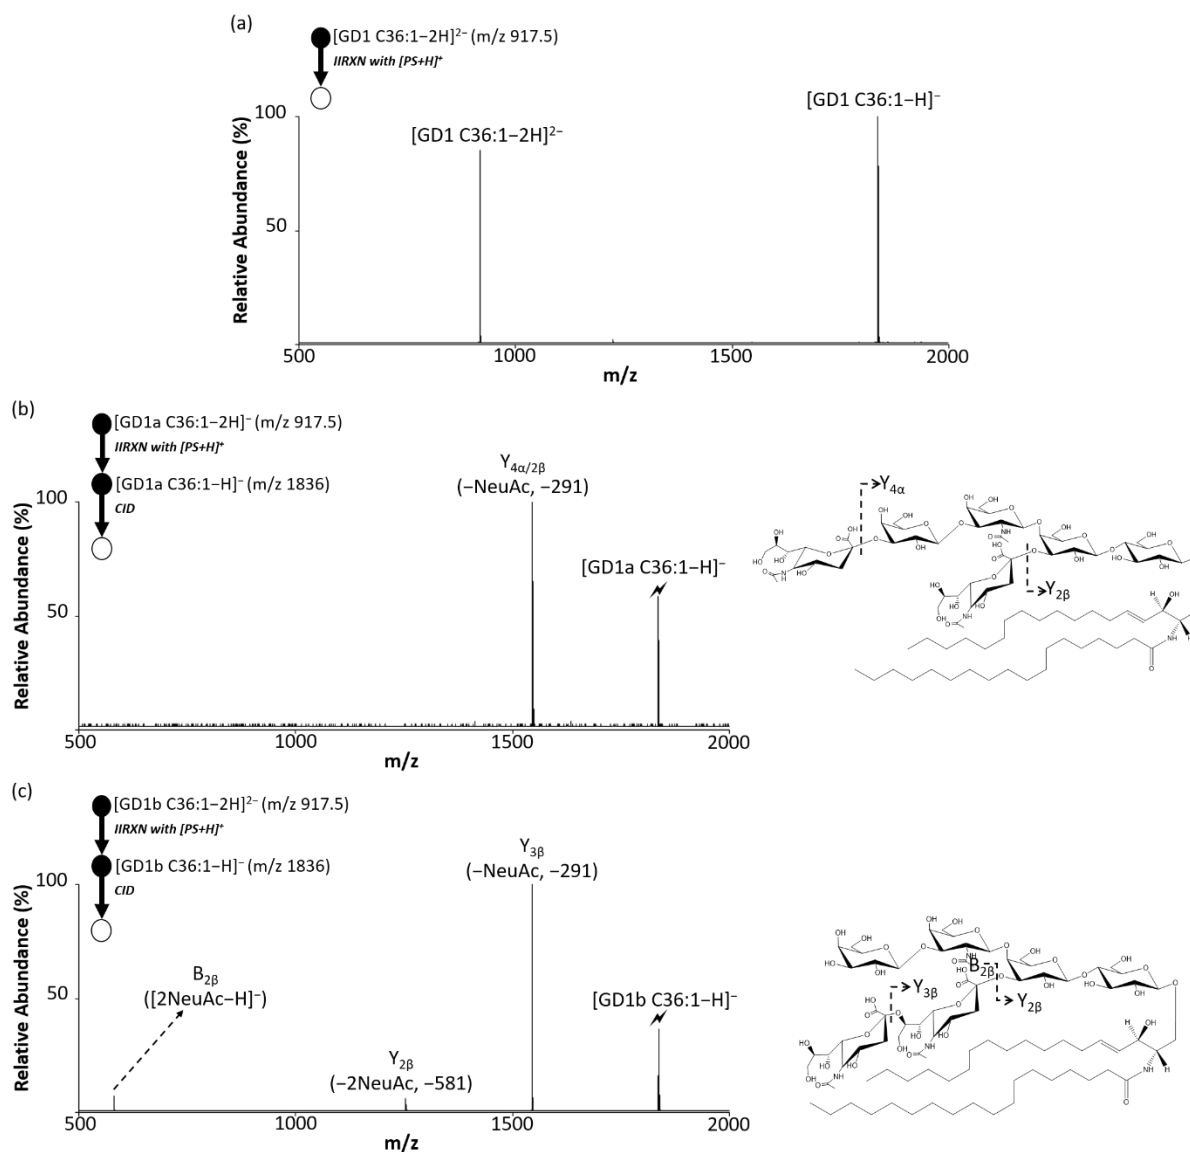 (a)
[GD1 C36:1−2H]²⁻ (m/z 917.5)
IIRXN with [PS+H]⁺
[GD1 C36:1−2H]²⁻
[GD1 C36:1−H]⁻
Relative Abundance (%)
100
50
500
1000
1500
2000
m/z
(b)
[GD1a C36:1−2H]⁻ (m/z 917.5)
IIRXN with [PS+H]⁺
[GD1a C36:1−H]⁻ (m/z 1836)
CID
Y4α/2β
(−NeuAc, −291)
[GD1a C36:1−H]⁻
Relative Abundance (%)
100
50
500
1000
1500
2000
m/z
Y4α
Y2β
(c)
[GD1b C36:1−2H]²⁻ (m/z 917.5)
IIRXN with [PS+H]⁺
[GD1b C36:1−H]⁻ (m/z 1836)
CID
B2β
([2NeuAc−H]⁻)
Y2β
(−2NeuAc, −581)
Y3β
(−NeuAc, −291)
[GD1b C36:1−H]⁻
Relative Abundance (%)
100
50
500
1000
1500
2000
m/z
B2β
Y3β
Y2β